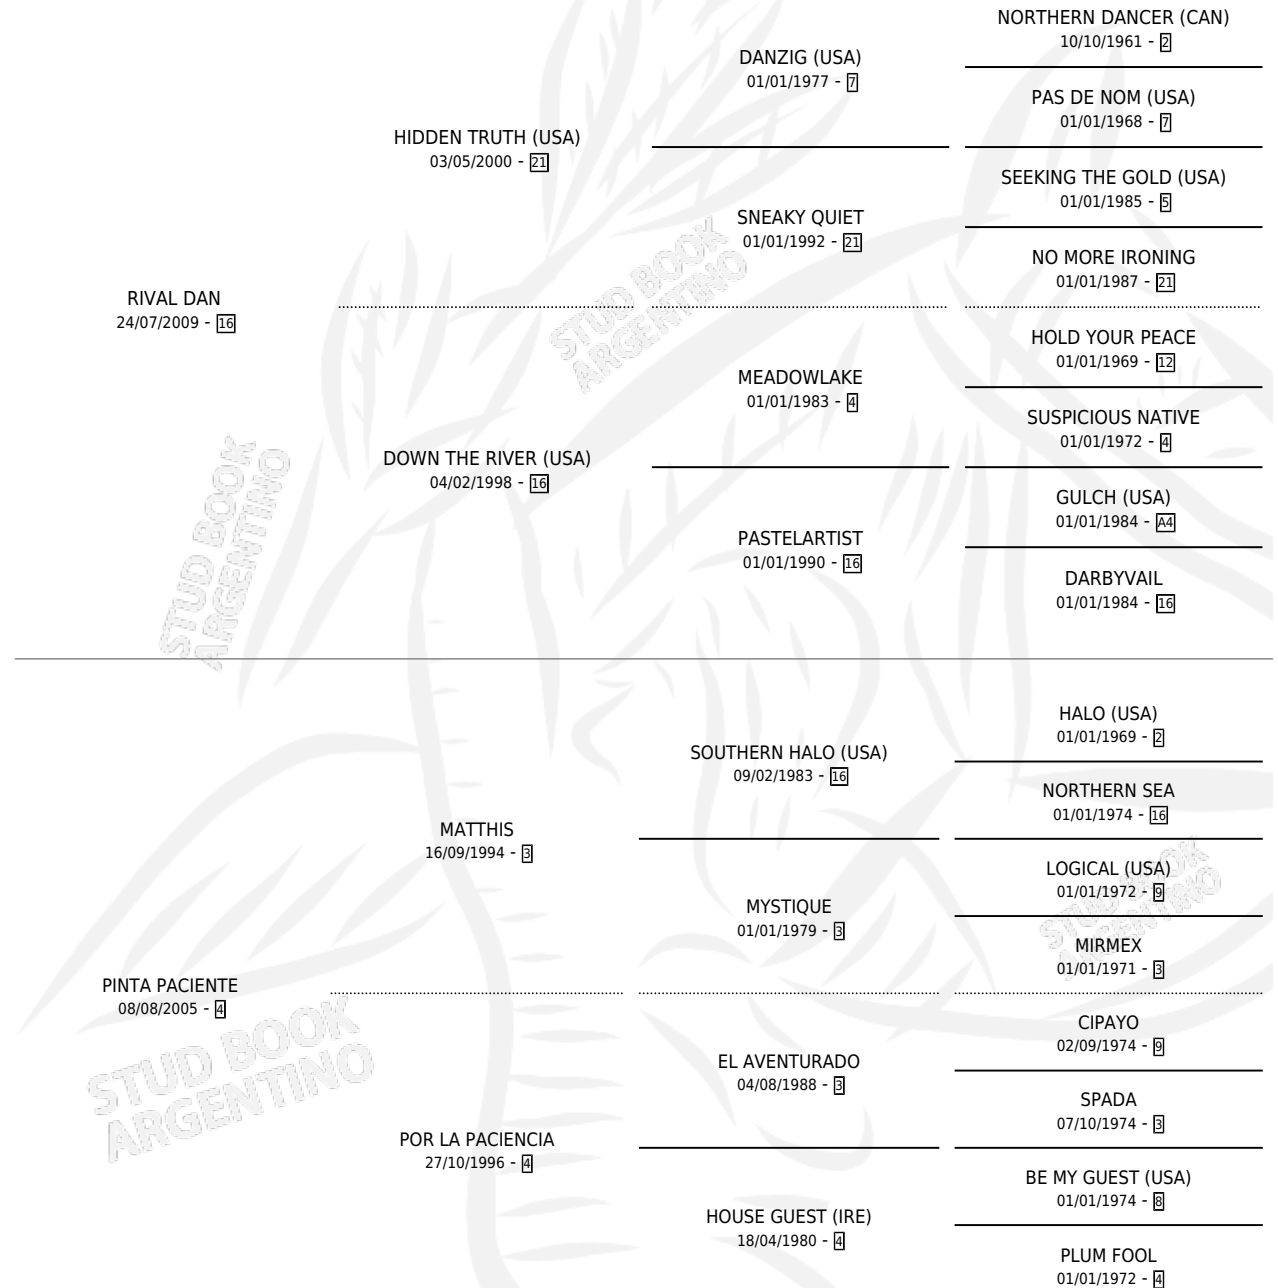 NORTHERN DANCER (CAN)
10/10/1961 - 2
DANZIG (USA)
01/01/1977 - 7
PAS DE NOM (USA)
01/01/1968 - 7
HIDDEN TRUTH (USA)
03/05/2000 - 21
SEEKING THE GOLD (USA)
01/01/1985 - 5
SNEAKY QUIET
01/01/1992 - 21
NO MORE IRONING
01/01/1987 - 21
RIVAL DAN
24/07/2009 - 16
HOLD YOUR PEACE
01/01/1969 - 12
MEADOWLAKE
01/01/1983 - 4
SUSPICIOUS NATIVE
01/01/1972 - 4
DOWN THE RIVER (USA)
04/02/1998 - 16
GULCH (USA)
01/01/1984 - A4
PASTELARTIST
01/01/1990 - 16
DARBYVAIL
01/01/1984 - 16
HALO (USA)
01/01/1969 - 2
SOUTHERN HALO (USA)
09/02/1983 - 16
NORTHERN SEA
01/01/1974 - 16
MATTHIS
16/09/1994 - 3
LOGICAL (USA)
01/01/1972 - 9
MYSTIQUE
01/01/1979 - 3
MIRMEX
01/01/1971 - 3
PINTA PACIENTE
08/08/2005 - 4
CIPAYO
02/09/1974 - 9
EL AVENTURADO
04/08/1988 - 3
SPADA
07/10/1974 - 3
POR LA PACIENCIA
27/10/1996 - 4
BE MY GUEST (USA)
01/01/1974 - 8
HOUSE GUEST (IRE)
18/04/1980 - 4
PLUM FOOL
01/01/1972 - 4
STUD BOOK
ARGENTINO
STUD BOOK
ARGENTINO
STUD BOOK
ARGENTINO
STUD BOOK
ARGENTINO